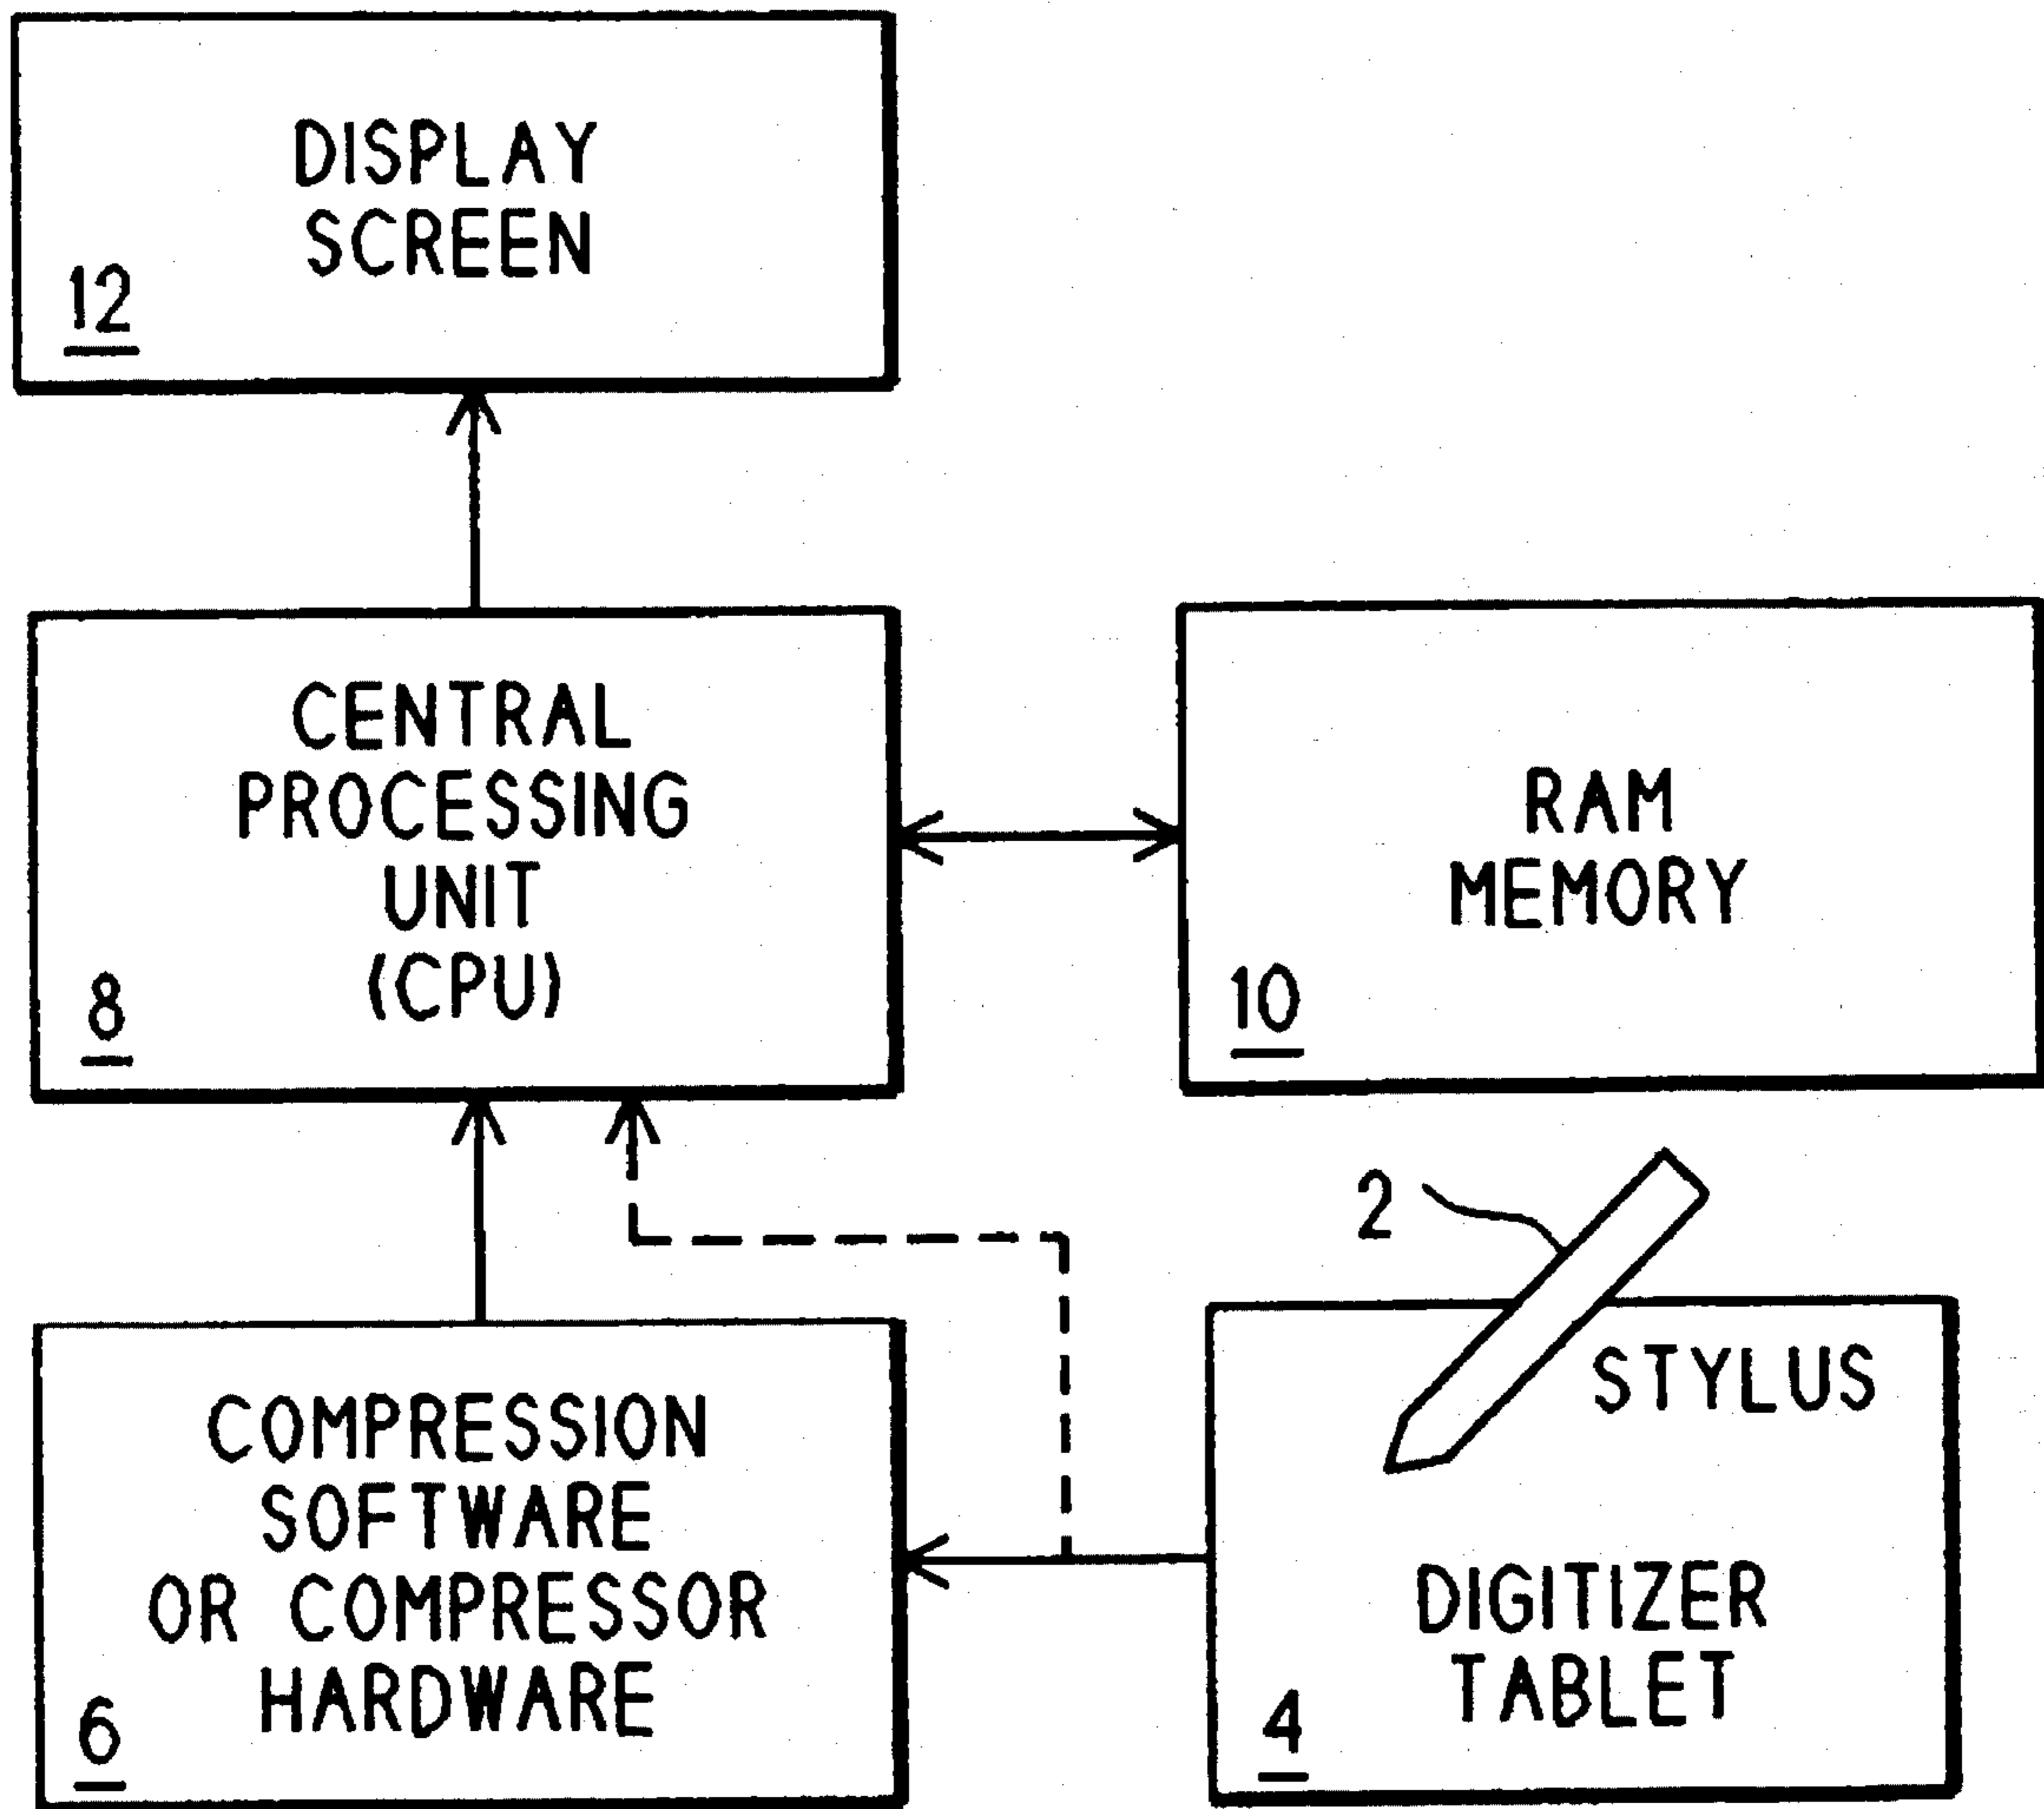 DISPLAY
SCREEN
12
CENTRAL
PROCESSING
UNIT
(CPU)
8
RAM
MEMORY
10
2
STYLUS
COMPRESSION
SOFTWARE
OR COMPRESSOR
HARDWARE
6
DIGITIZER
TABLET
4